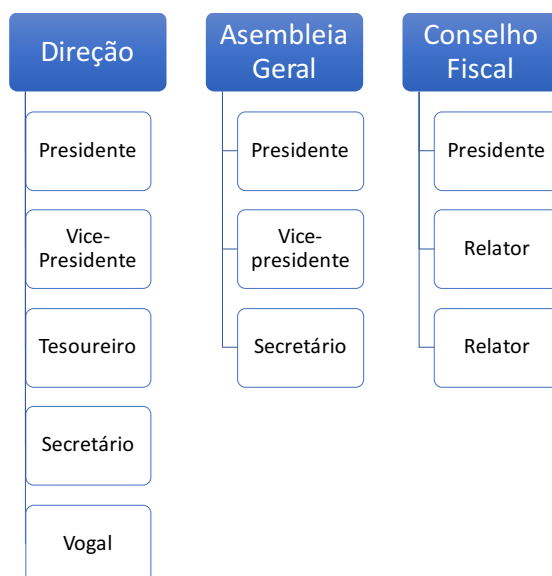 Direção
Presidente
Vice-
Presidente
Tesoureiro
Secretário
Vogal
Asembleia
Geral
Presidente
Vice-
presidente
Secretário
Conselho
Fiscal
Presidente
Relator
Relator